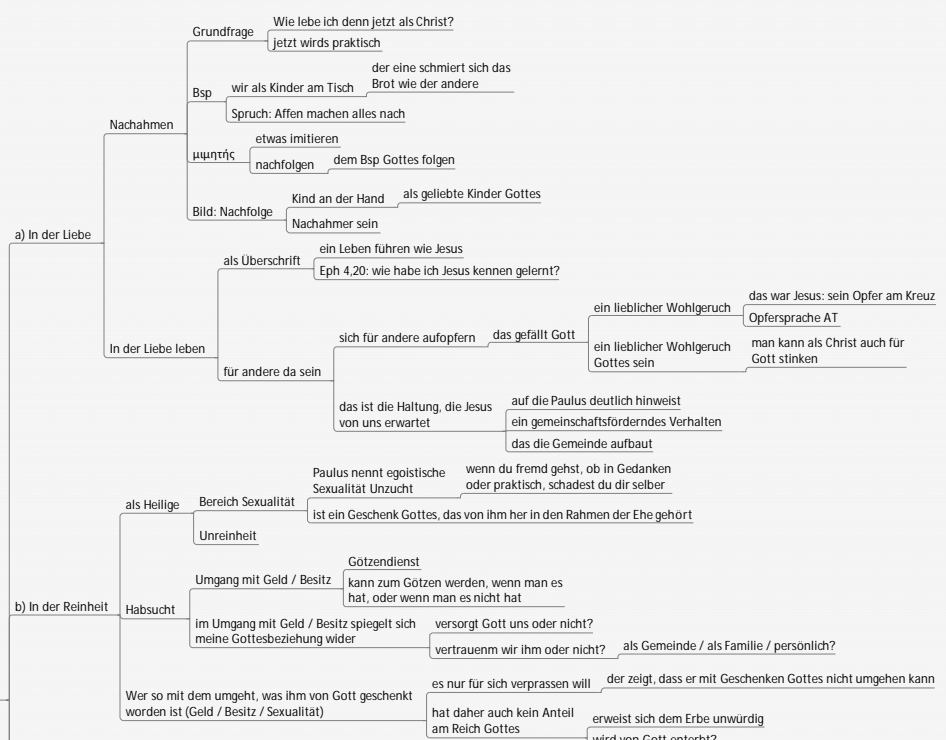 a) In der Liebe
Nachahmen
Grundfrage
Wie lebe ich denn jetzt als Christ?
jetzt wirds praktisch
Bsp
wir als Kinder am Tisch
der eine schmiert sich das
Brot wie der andere
Spruch: Affen machen alles nach
μιμητής
etwas imitieren
nachfolgen
dem Bsp Gottes folgen
Bild: Nachfolge
Kind an der Hand
als geliebte Kinder Gottes
Nachahmer sein
In der Liebe leben
als Überschrift
ein Leben führen wie Jesus
Eph 4,20: wie habe ich Jesus kennen gelernt?
für andere da sein
sich für andere aufopfern
das gefällt Gott
ein lieblicher Wohlgeruch
das war Jesus: sein Opfer am Kreuz
Opfersprache AT
ein lieblicher Wohlgeruch
Gottes sein
man kann als Christ auch für
Gott stinken
das ist die Haltung, die Jesus
von uns erwartet
auf die Paulus deutlich hinweist
ein gemeinschaftsförderndes Verhalten
das die Gemeinde aufbaut
b) In der Reinheit
als Heilige
Bereich Sexualität
Paulus nennt egoistische
Sexualität Unzucht
wenn du fremd gehst, ob in Gedanken
oder praktisch, schadest du dir selber
ist ein Geschenk Gottes, das von ihm her in den Rahmen der Ehe gehört
Unreinheit
Habsucht
Umgang mit Geld / Besitz
Götzendienst
kann zum Götzen werden, wenn man es
hat, oder wenn man es nicht hat
im Umgang mit Geld / Besitz spiegelt sich
meine Gottesbeziehung wider
versorgt Gott uns oder nicht?
vertrauenm wir ihm oder nicht?
als Gemeinde / als Familie / persönlich?
Wer so mit dem umgeht, was ihm von Gott geschenkt
worden ist (Geld / Besitz / Sexualität)
es nur für sich verprassen will
der zeigt, dass er mit Geschenken Gottes nicht umgehen kann
hat daher auch kein Anteil
am Reich Gottes
erweist sich dem Erbe unwürdig
wird von Gott enterbt?